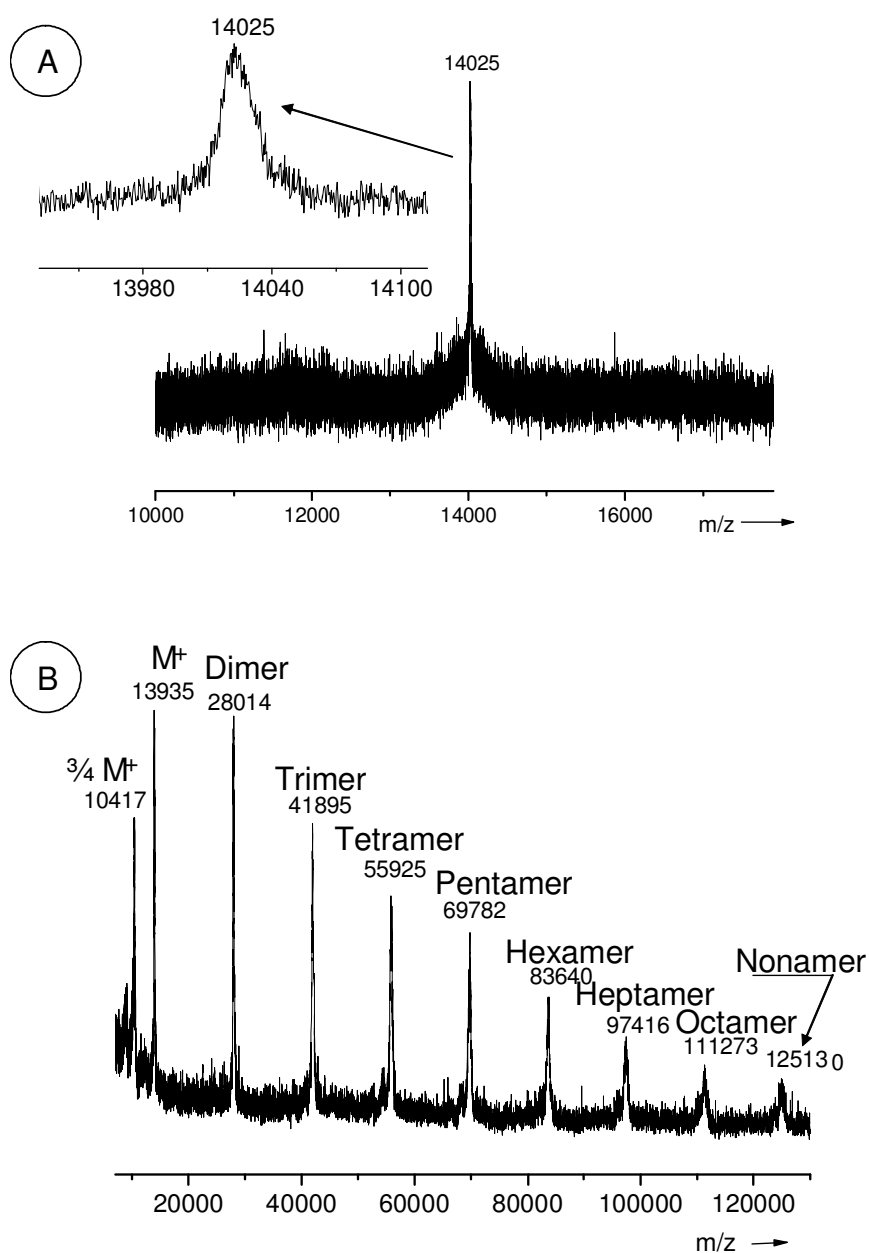 A
14025
14025
13980 14040 14100
10000 12000 14000 16000
m/z
B
M+
13935
Dimer
28014
¾ M+
10417
Trimer
41895
Tetramer
55925
Pentamer
69782
Hexamer
83640
Heptamer
97416
Octamer
111273
Nonamer
125130
20000 40000 60000 80000 100000 120000
m/z